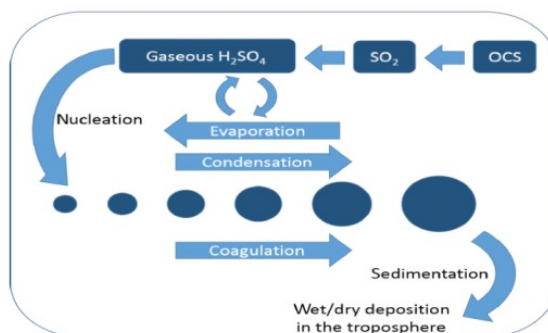 Gaseous H₂SO₄
SO₂
OCS
Nucleation
Evaporation
Condensation
Coagulation
Sedimentation
Wet/dry deposition
in the troposphere